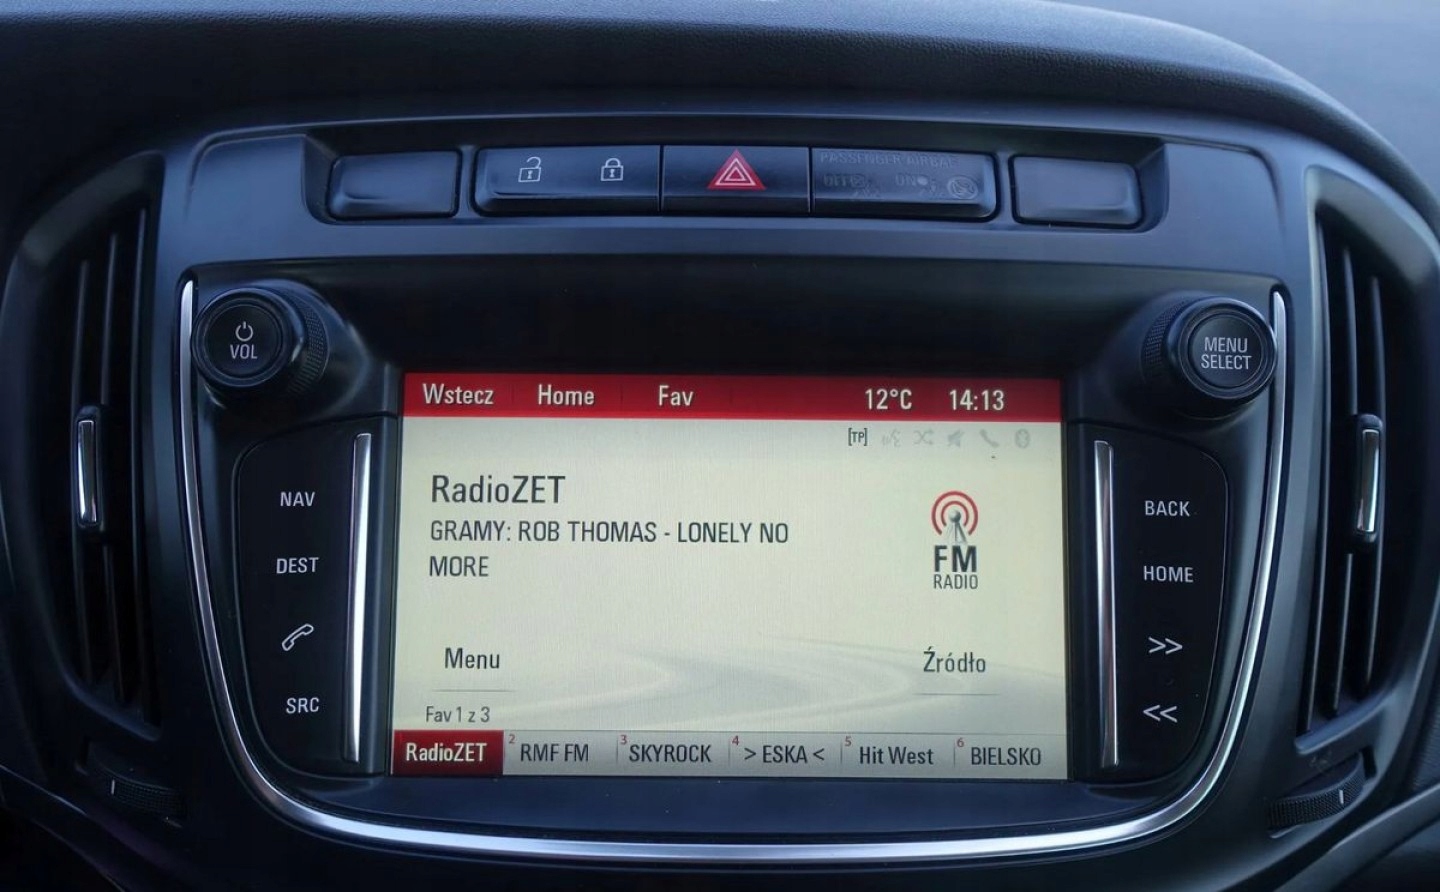 PASSENGER AIRBAG
OFF ON
VOL
MENU
SELECT
Wstecz Home Fav 12°C 14:13
[TP]
RadioZET
GRAMY: ROB THOMAS - LONELY NO
MORE
FM
RADIO
Menu Źródło
Fav 1 z 3
RadioZET 2 RMF FM 3 SKYROCK 4 > ESKA < 5 Hit West 6 BIELSKO
NAV
DEST
SRC
BACK
HOME
>>
<<